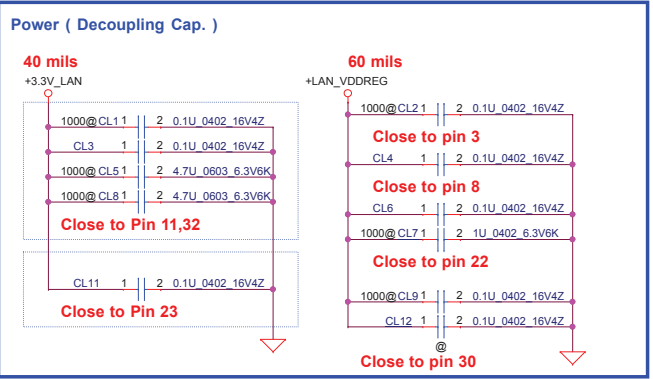 Power ( Decoupling Cap. )
40 mils
+3.3V_LAN
1000@ CL1 1 2 0.1U_0402_16V4Z
CL3 1 2 0.1U_0402_16V4Z
1000@ CL5 1 2 4.7U_0603_6.3V6K
1000@ CL8 1 2 4.7U_0603_6.3V6K
Close to Pin 11,32
CL11 1 2 0.1U_0402_16V4Z
Close to Pin 23
60 mils
+LAN_VDDREG
1000@ CL2 1 2 0.1U_0402_16V4Z
Close to pin 3
CL4 1 2 0.1U_0402_16V4Z
Close to pin 8
CL6 1 2 0.1U_0402_16V4Z
1000@ CL7 1 2 1U_0402_6.3V6K
Close to pin 22
1000@ CL9 1 2 0.1U_0402_16V4Z
CL12 1 2 0.1U_0402_16V4Z
@
Close to pin 30